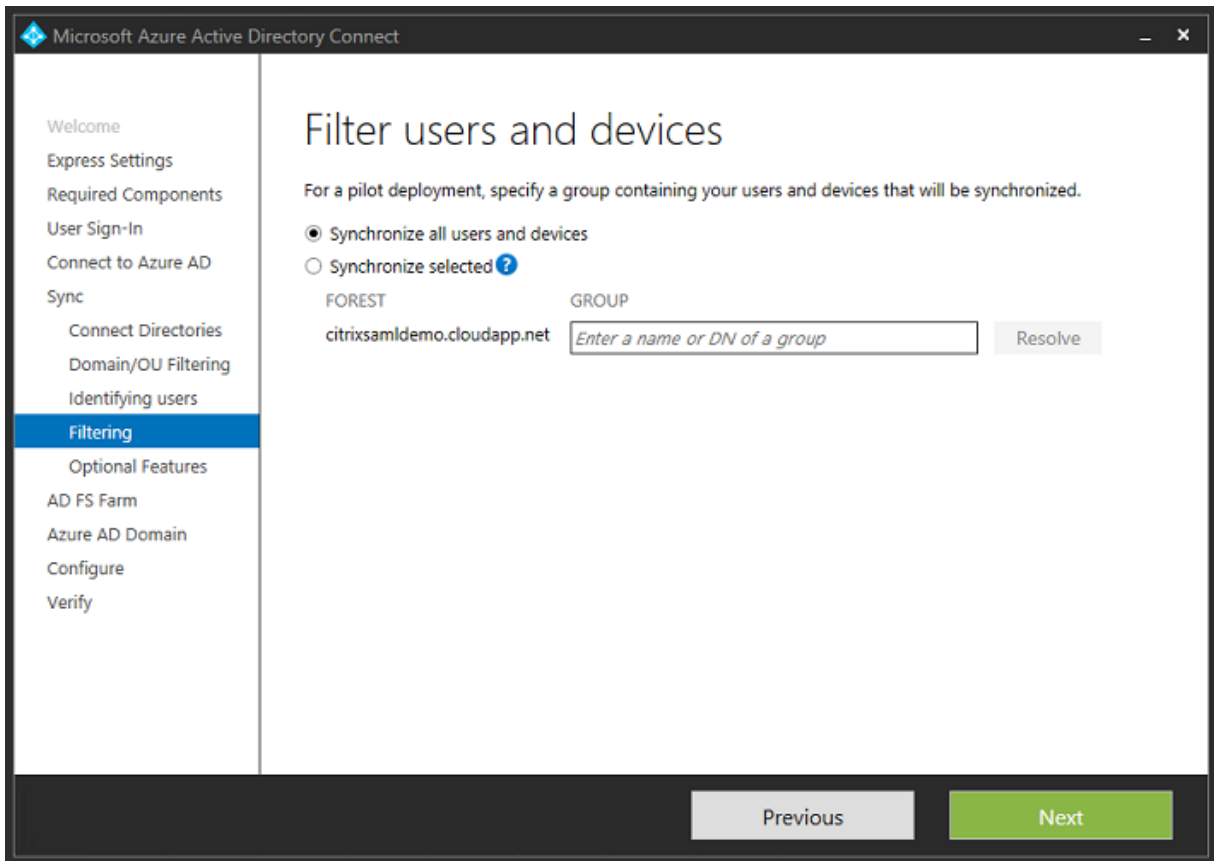 Microsoft Azure Active Directory Connect
Welcome
Express Settings
Required Components
User Sign-In
Connect to Azure AD
Sync
Connect Directories
Domain/OU Filtering
Identifying users
Filtering
Optional Features
AD FS Farm
Azure AD Domain
Configure
Verify
Filter users and devices
For a pilot deployment, specify a group containing your users and devices that will be synchronized.
Synchronize all users and devices
Synchronize selected ?
FOREST GROUP
citrixsamldemo.cloudapp.net Enter a name or DN of a group Resolve
Previous Next